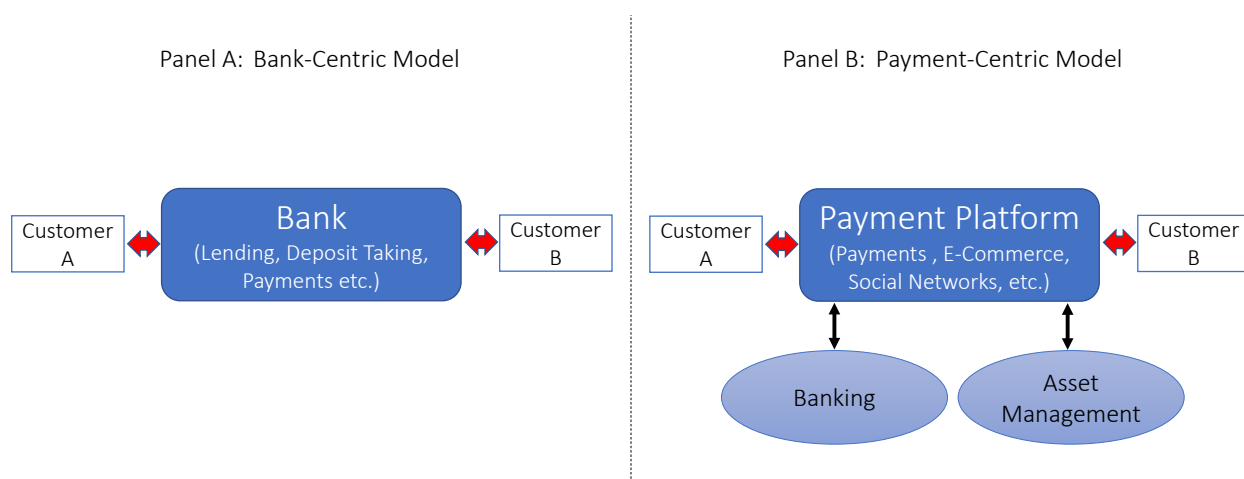 Panel A: Bank-Centric Model
Customer
A
Bank
(Lending, Deposit Taking,
Payments etc.)
Customer
B
Panel B: Payment-Centric Model
Customer
A
Payment Platform
(Payments , E-Commerce,
Social Networks, etc.)
Customer
B
Banking
Asset
Management